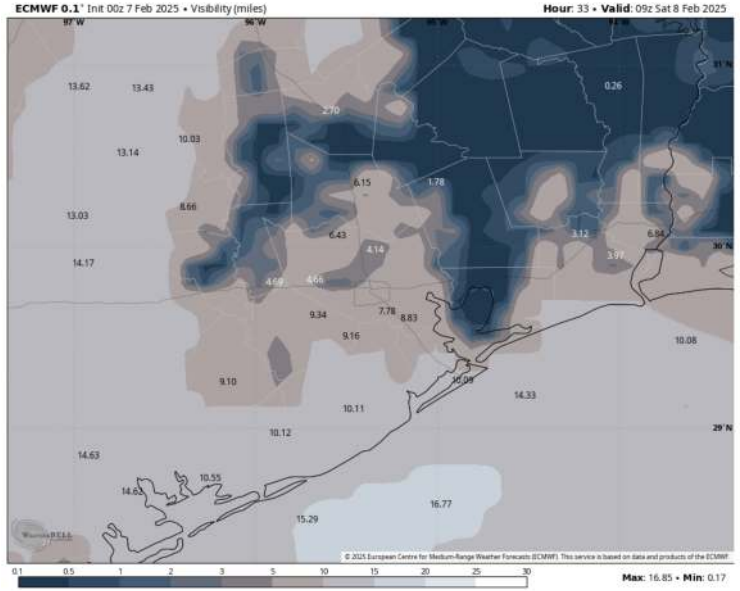 ECMWF 0.1° Init 00z 7 Feb 2025 • Visibility (miles)
Hour: 33 • Valid: 09z Sat 8 Feb 2025
97°W 96°W 95°W 94°W
31°N
13.62 13.43 0.26
2.70
10.03
13.14
6.15 1.78
8.66
13.03
6.43 3.12 6.84
30°N
4.14 3.97
14.17
4.69 4.66
9.34 7.78 8.83
9.16 10.08
9.10 10.09
14.33
10.11
29°N
10.12
14.63
10.55
14.62
15.29 16.77
WeatherBELL
© 2025 European Centre for Medium-Range Weather Forecasts (ECMWF). This service is based on data and products of the ECMWF.
0.1 0.5 1 2 3 5 10 15 20 25 30
Max: 16.85 • Min: 0.17